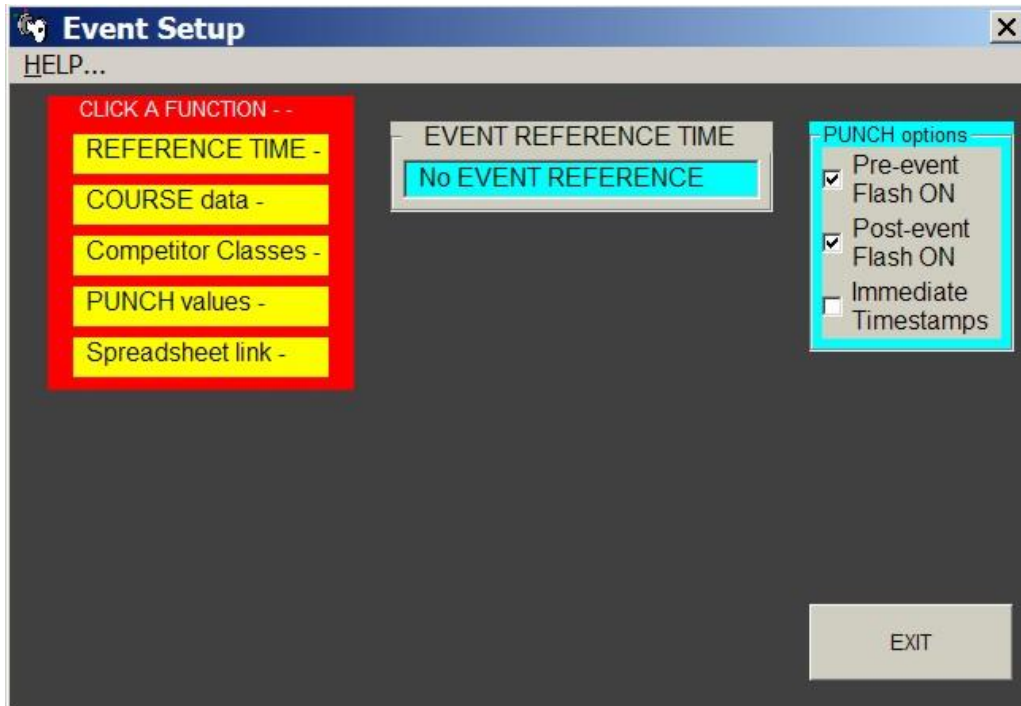 Event Setup
HELP...
CLICK A FUNCTION - -
REFERENCE TIME -
COURSE data -
Competitor Classes -
PUNCH values -
Spreadsheet link -
EVENT REFERENCE TIME
No EVENT REFERENCE
PUNCH options
Pre-event
Flash ON
Post-event
Flash ON
Immediate
Timestamps
EXIT